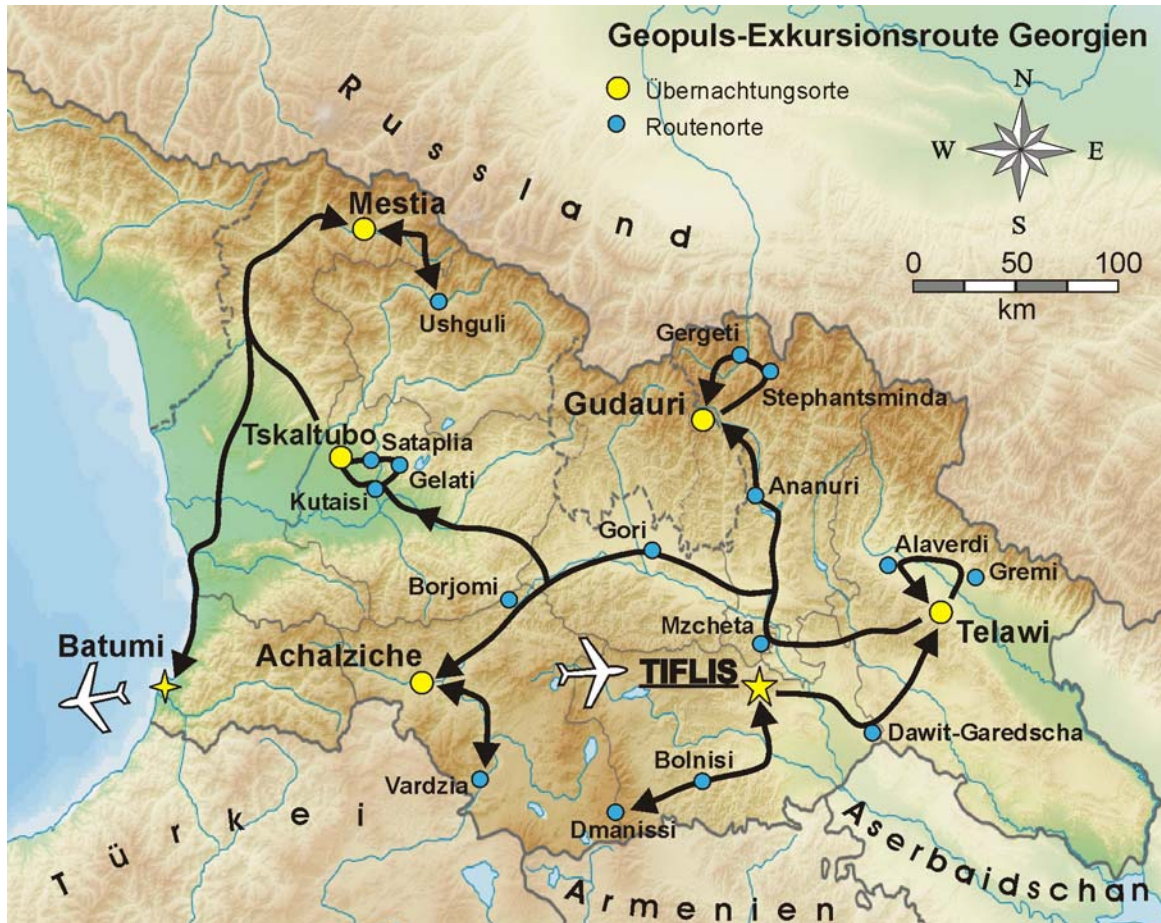 Geopuls-Exkursionsroute Georgien
Übernachtungsorte
Routenorte
N
W
E
S
0 50 100
km
Russland
Mestia
Ushguli
Gergeti
Stephantsminda
Gudauri
Tskaltubo
Sataplia
Gelati
Kutaisi
Ananuri
Gori
Alaverdi
Gremi
Borjomi
Mzcheta
Telawi
Batumi
Achalziche
TIFLIS
Dawit-Garedscha
Bolnisi
Vardzia
Dmanissi
Türkei
Armenien
Aserbaidschan